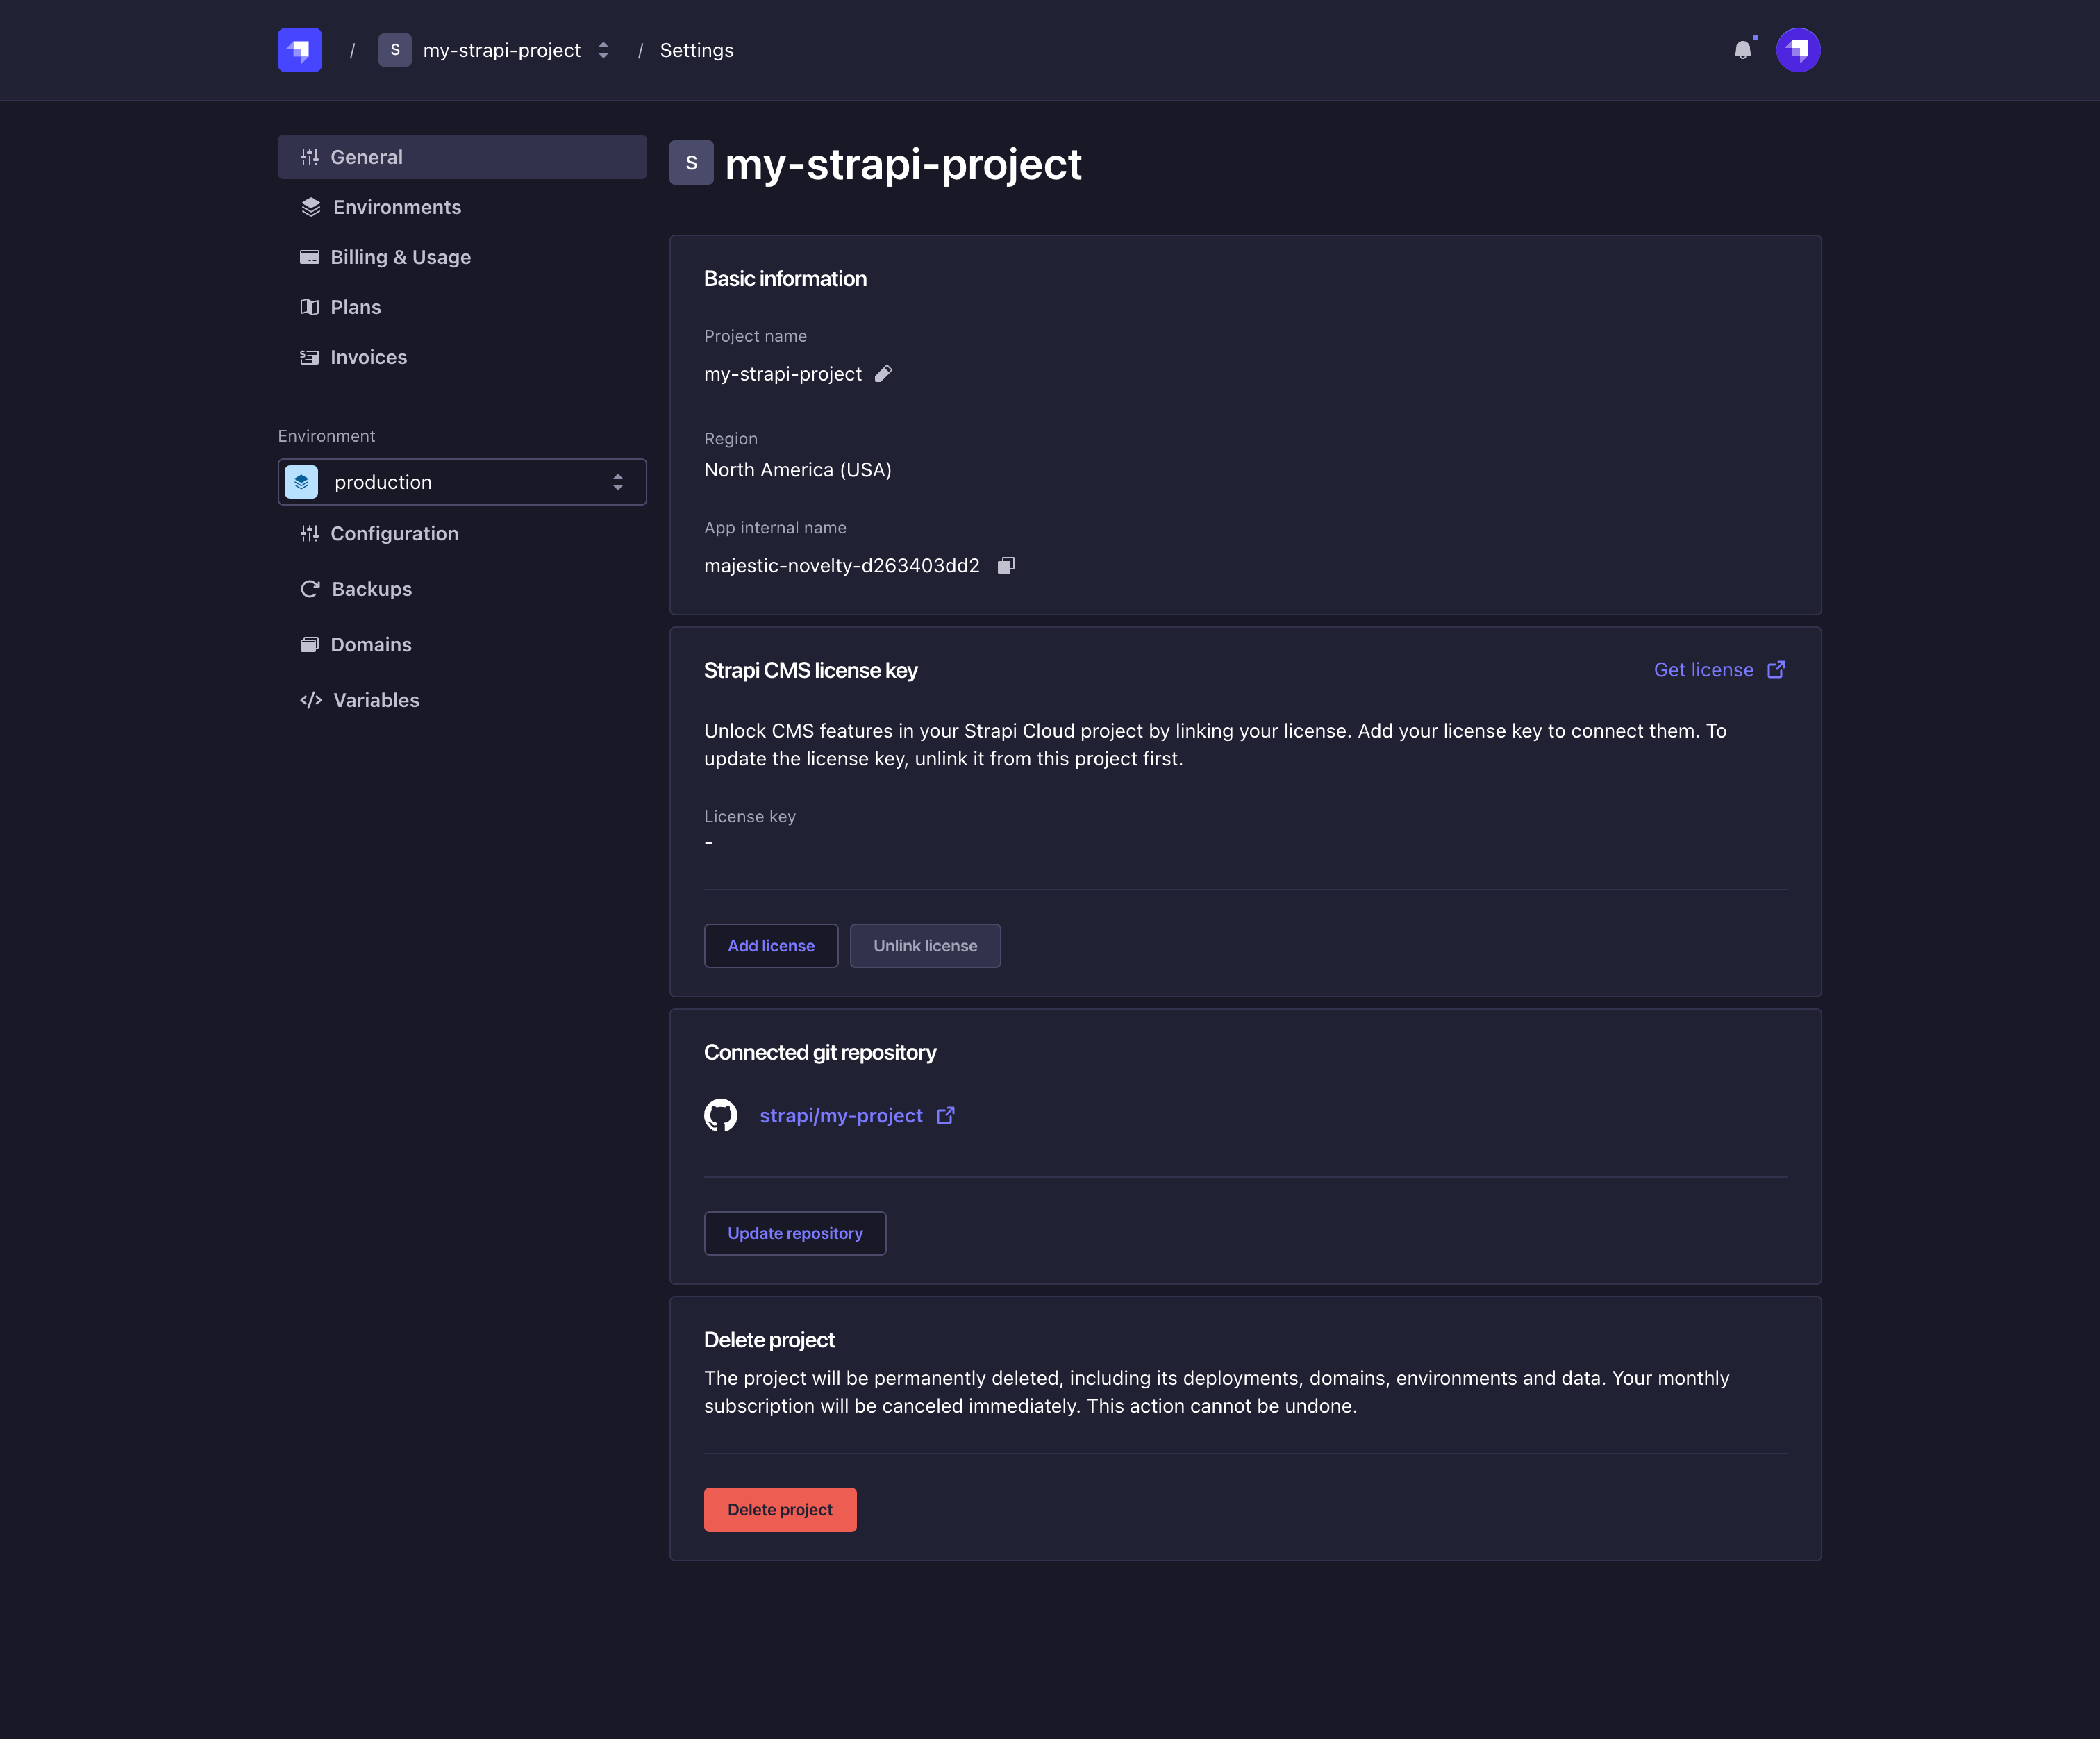 / S my-strapi-project / Settings
General
Environments
Billing & Usage
Plans
Invoices
Environment
production
Configuration
Backups
Domains
Variables
S my-strapi-project
Basic information
Project name
my-strapi-project
Region
North America (USA)
App internal name
majestic-novelty-d263403dd2
Strapi CMS license key
Get license
Unlock CMS features in your Strapi Cloud project by linking your license. Add your license key to connect them. To
update the license key, unlink it from this project first.
License key
-
Add license
Unlink license
Connected git repository
strapi/my-project
Update repository
Delete project
The project will be permanently deleted, including its deployments, domains, environments and data. Your monthly
subscription will be canceled immediately. This action cannot be undone.
Delete project